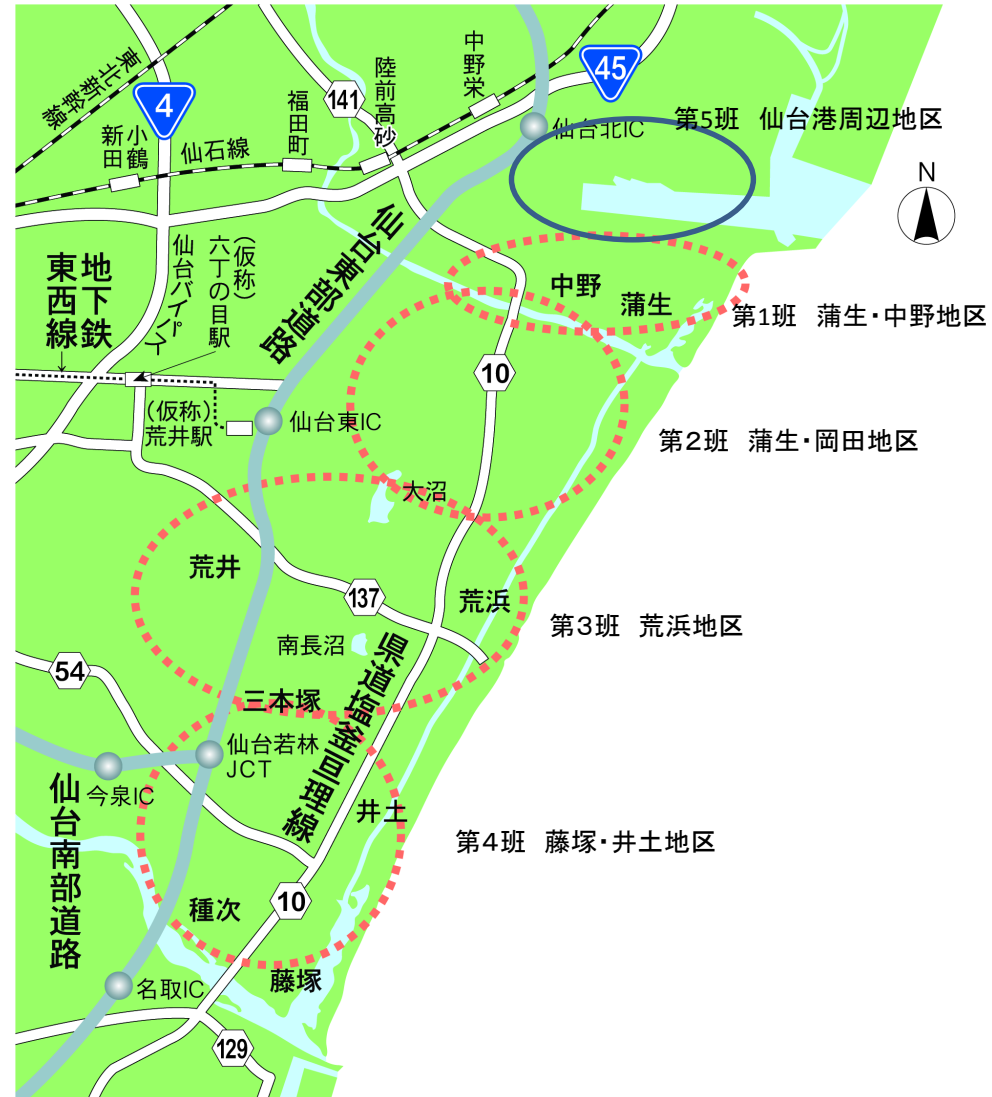 東北新幹線
4
新田
小鶴
仙石線
福田町
141
陸前高砂
中野栄
45
仙台北IC
第5班　仙台港周辺地区
N
地下鉄
東西線
仙台バイパス
(仮称)
六丁の目駅
仙台東部道路
中野
蒲生
第1班　蒲生・中野地区
10
(仮称)
荒井駅
仙台東IC
第2班　蒲生・岡田地区
大沼
荒井
137
荒浜
第3班　荒浜地区
南長沼
54
三本塚
県道塩釜亘理線
仙台若林
JCT
今泉IC
仙台南部道路
井土
第4班　藤塚・井土地区
種次
10
藤塚
名取IC
129